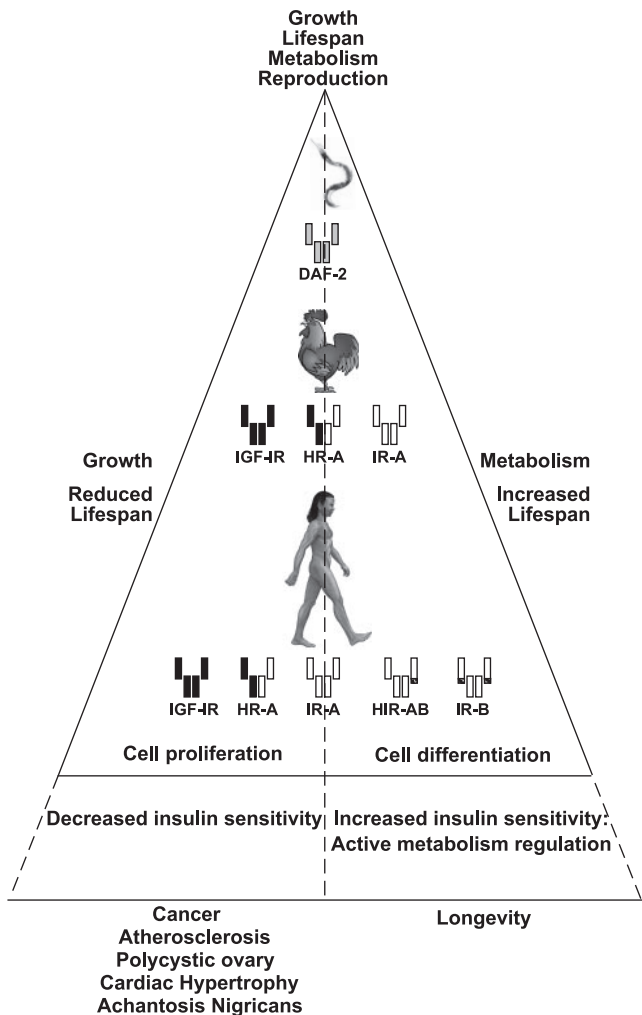 Growth
Lifespan
Metabolism
Reproduction
DAF-2
IGF-IR HR-A IR-A
Growth
Reduced
Lifespan
Metabolism
Increased
Lifespan
IGF-IR HR-A IR-A HIR-AB IR-B
Cell proliferation Cell differentiation
Decreased insulin sensitivity
Increased insulin sensitivity:
Active metabolism regulation
Cancer
Atherosclerosis
Polycystic ovary
Cardiac Hypertrophy
Achantosis Nigricans
Longevity